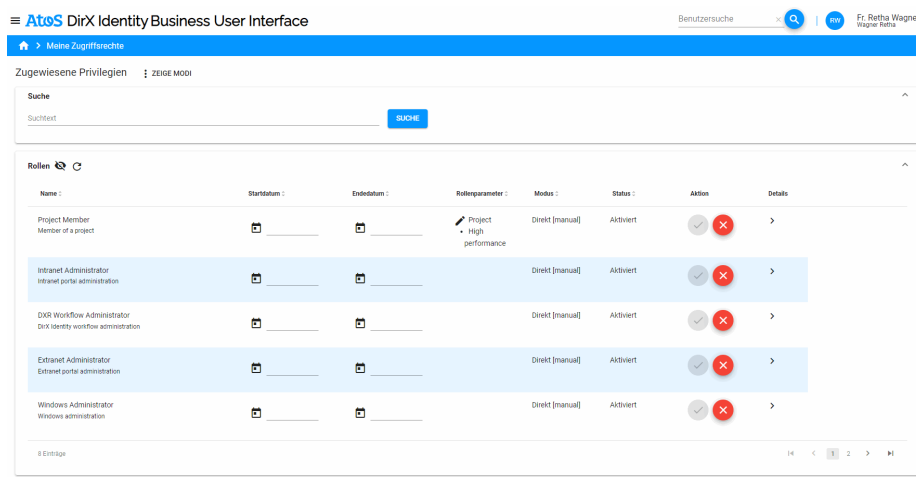 Atos DirX Identity Business User Interface
Benutzersuche
RW
Fr. Retha Wagne
Wagner Retha
Meine Zugriffsrechte
Zugewiesene Privilegien
ZEIGE MODI
Suche
Suchtext
SUCHE
Rollen
Name Startdatum Endedatum Rollenparameter Modus Status Aktion Details
Project Member
Member of a project
Project
• High
performance
Direkt [manual] Aktiviert
Intranet Administrator
Intranet portal administration
Direkt [manual] Aktiviert
DXR Workflow Administrator
DirX Identity workflow administration
Direkt [manual] Aktiviert
Extranet Administrator
Extranet portal administration
Direkt [manual] Aktiviert
Windows Administrator
Windows administration
Direkt [manual] Aktiviert
8 Einträge
1 2